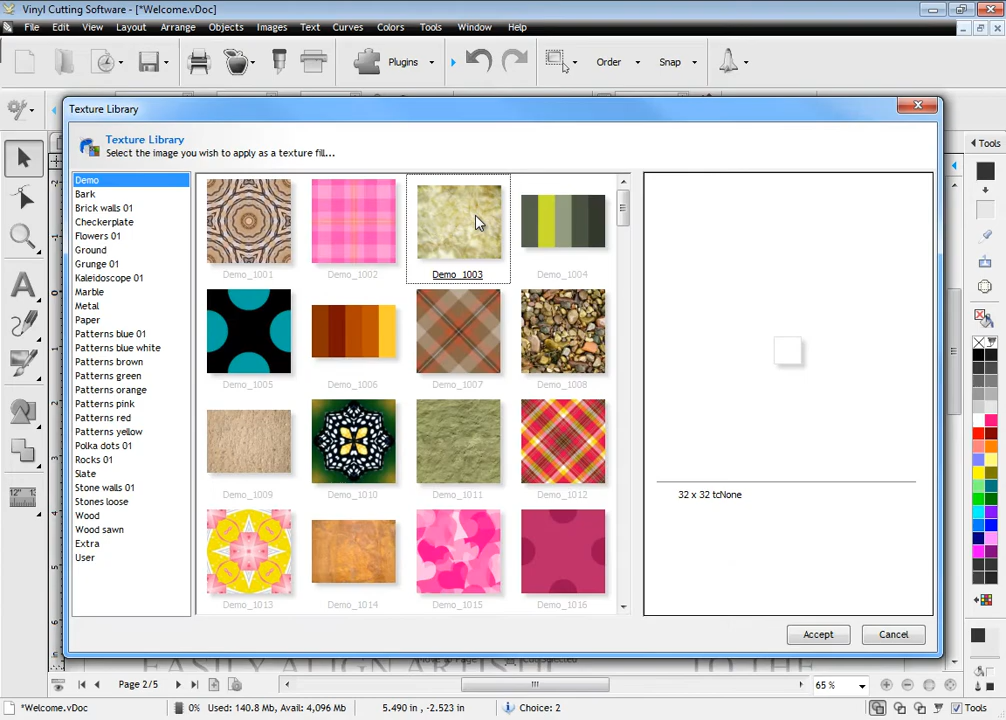 Vinyl Cutting Software - [*Welcome.vDoc]
File Edit View Layout Arrange Objects Images Text Curves Colors Tools Window Help
Plugins Order Snap
Texture Library
Tools
Texture Library
Select the image you wish to apply as a texture fill...
Demo
Bark
Brick walls 01
Checkerplate
Flowers 01
Ground
Grunge 01
Kaleidoscope 01
Marble
Metal
Paper
Patterns blue 01
Patterns blue white
Patterns brown
Patterns green
Patterns orange
Patterns pink
Patterns red
Patterns yellow
Polka dots 01
Rocks 01
Slate
Stone walls 01
Stones loose
Wood
Wood sawn
Extra
User
Demo_1001 Demo_1002 Demo_1003 Demo_1004
Demo_1005 Demo_1006 Demo_1007 Demo_1008
Demo_1009 Demo_1010 Demo_1011 Demo_1012
Demo_1013 Demo_1014 Demo_1015 Demo_1016
32 x 32 tcNone
Accept Cancel
EASILY ALIGN ARTISTIC TO THE
Page 2/5 65 %
*Welcome.vDoc 0% Used: 140.8 Mb, Avail: 4,096 Mb 5.490 in , -2.523 in Choice: 2 Tools